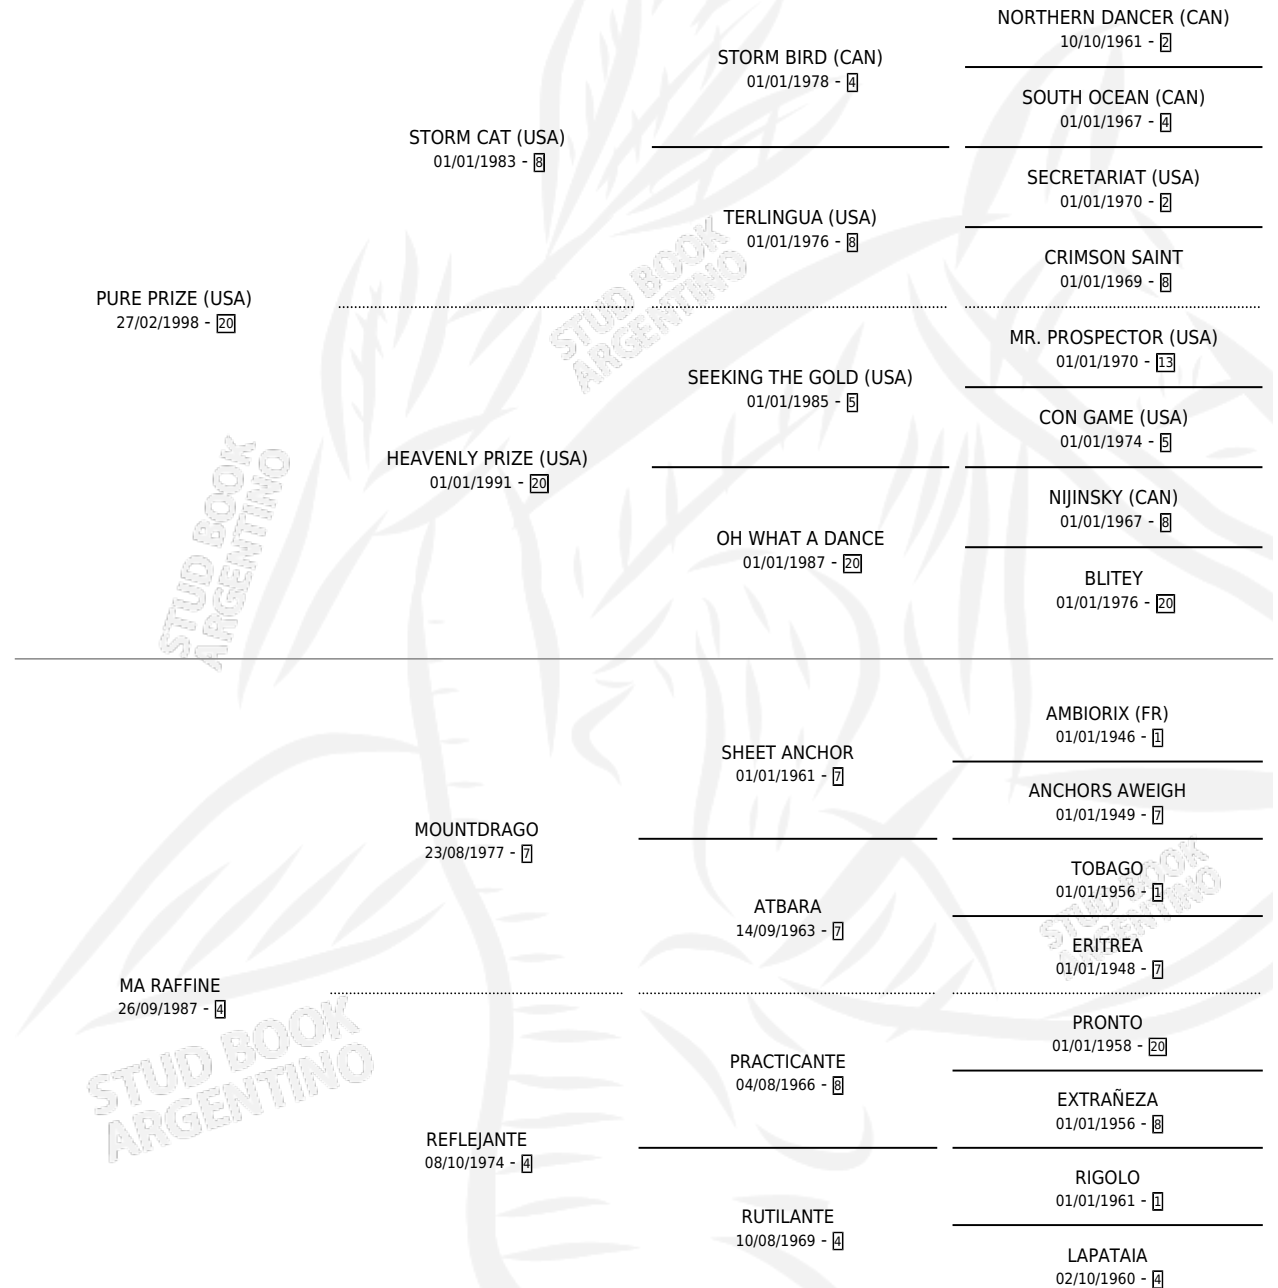 NORTHERN DANCER (CAN)
10/10/1961 - 2
STORM BIRD (CAN)
01/01/1978 - 4
SOUTH OCEAN (CAN)
01/01/1967 - 4
STORM CAT (USA)
01/01/1983 - 8
SECRETARIAT (USA)
01/01/1970 - 2
TERLINGUA (USA)
01/01/1976 - 8
CRIMSON SAINT
01/01/1969 - 8
PURE PRIZE (USA)
27/02/1998 - 20
MR. PROSPECTOR (USA)
01/01/1970 - 13
SEEKING THE GOLD (USA)
01/01/1985 - 5
CON GAME (USA)
01/01/1974 - 5
HEAVENLY PRIZE (USA)
01/01/1991 - 20
NIJINSKY (CAN)
01/01/1967 - 8
OH WHAT A DANCE
01/01/1987 - 20
BLITEY
01/01/1976 - 20
AMBIORIX (FR)
01/01/1946 - 1
SHEET ANCHOR
01/01/1961 - 7
ANCHORS AWEIGH
01/01/1949 - 7
MOUNTDRAGO
23/08/1977 - 7
TOBAGO
01/01/1956 - 1
ATBARA
14/09/1963 - 7
ERITREA
01/01/1948 - 7
MA RAFFINE
26/09/1987 - 4
PRONTO
01/01/1958 - 20
PRACTICANTE
04/08/1966 - 8
EXTRAÑEZA
01/01/1956 - 8
REFLEJANTE
08/10/1974 - 4
RIGOLO
01/01/1961 - 1
RUTILANTE
10/08/1969 - 4
LAPATAIA
02/10/1960 - 4
STUD BOOK
ARGENTINO
STUD BOOK
ARGENTINO
STUD BOOK
ARGENTINO
STUD BOOK
ARGENTINO